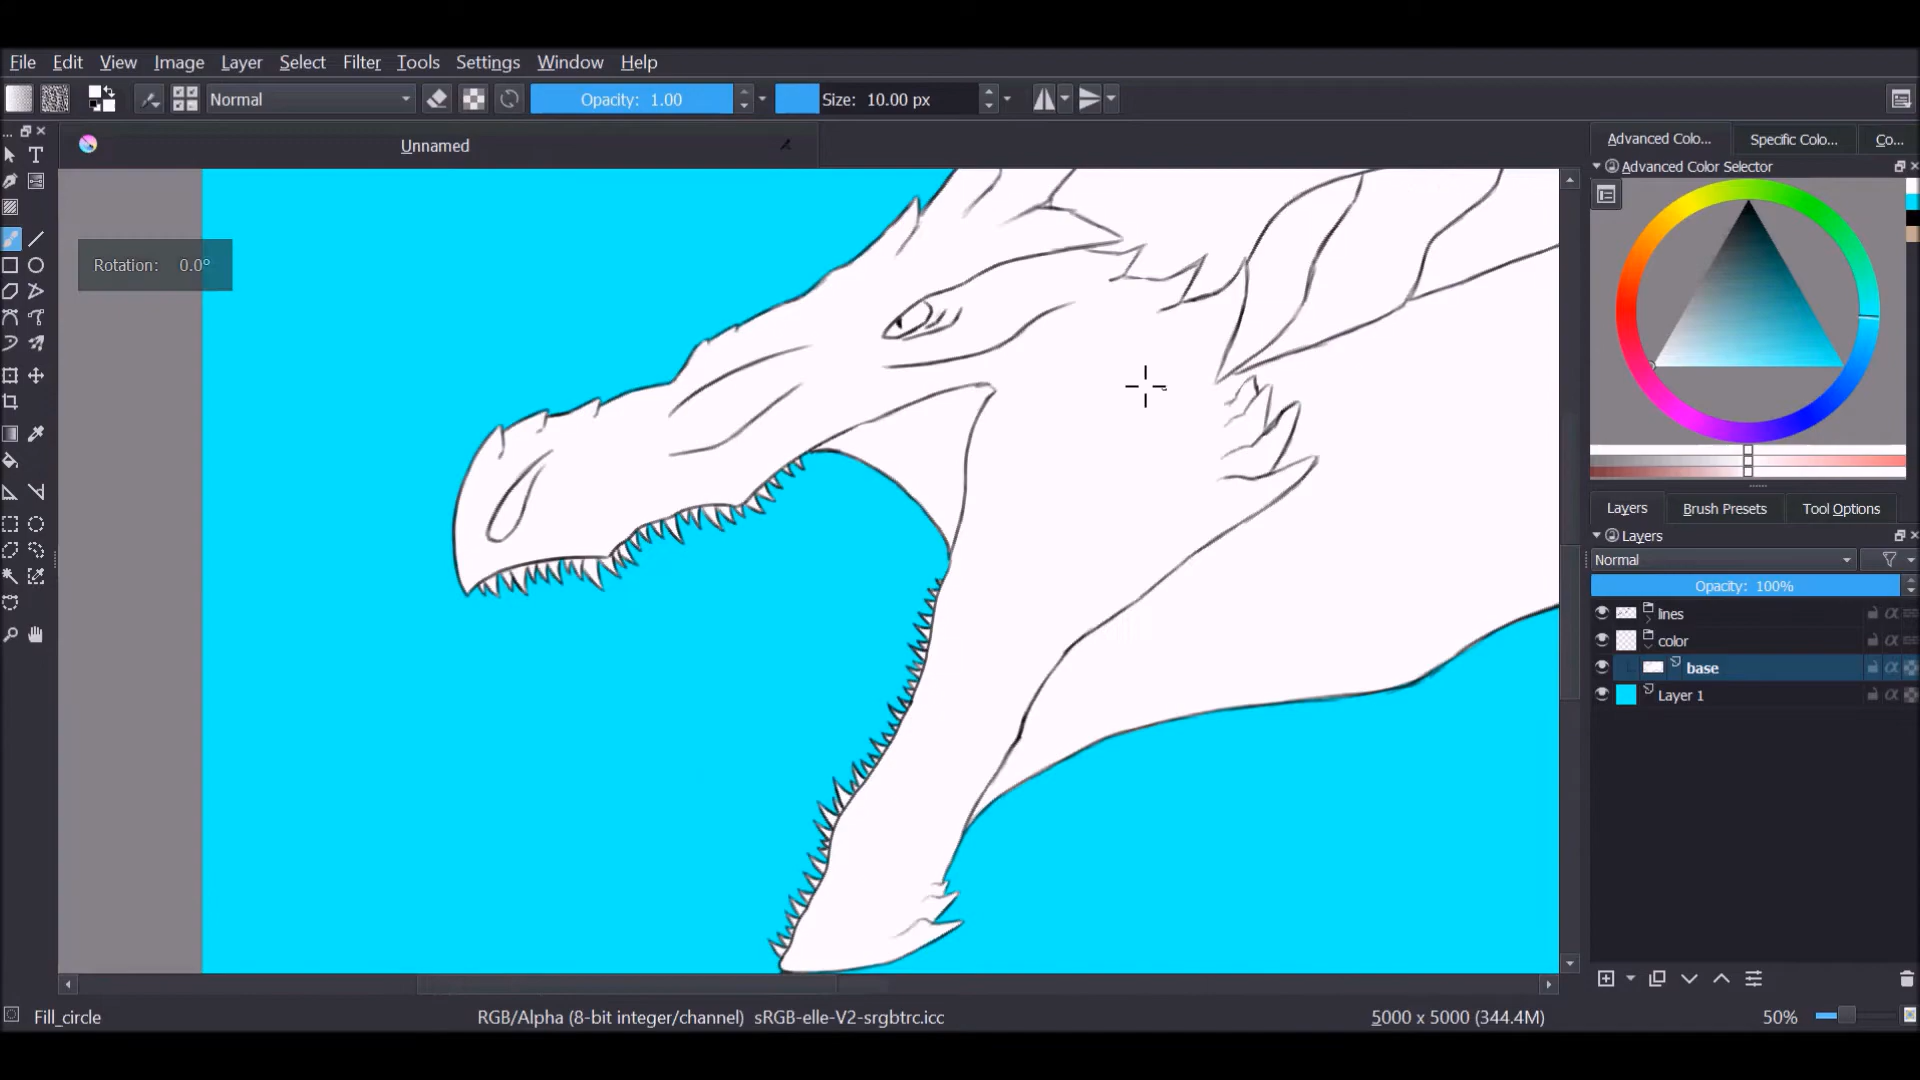 File Edit View Image Layer Select Filter Tools Settings Window Help
Normal Opacity: 1.00 Size: 10.00 px
Unnamed
Rotation: 0.0°
Advanced Colo... Specific Colo... Co...
Advanced Color Selector
Layers Brush Presets Tool Options
Layers
Normal
Opacity: 100%
lines
color
base
Layer 1
Fill_circle RGB/Alpha (8-bit integer/channel) sRGB-elle-V2-srgbtrc.icc 5000 x 5000 (344.4M) 50%